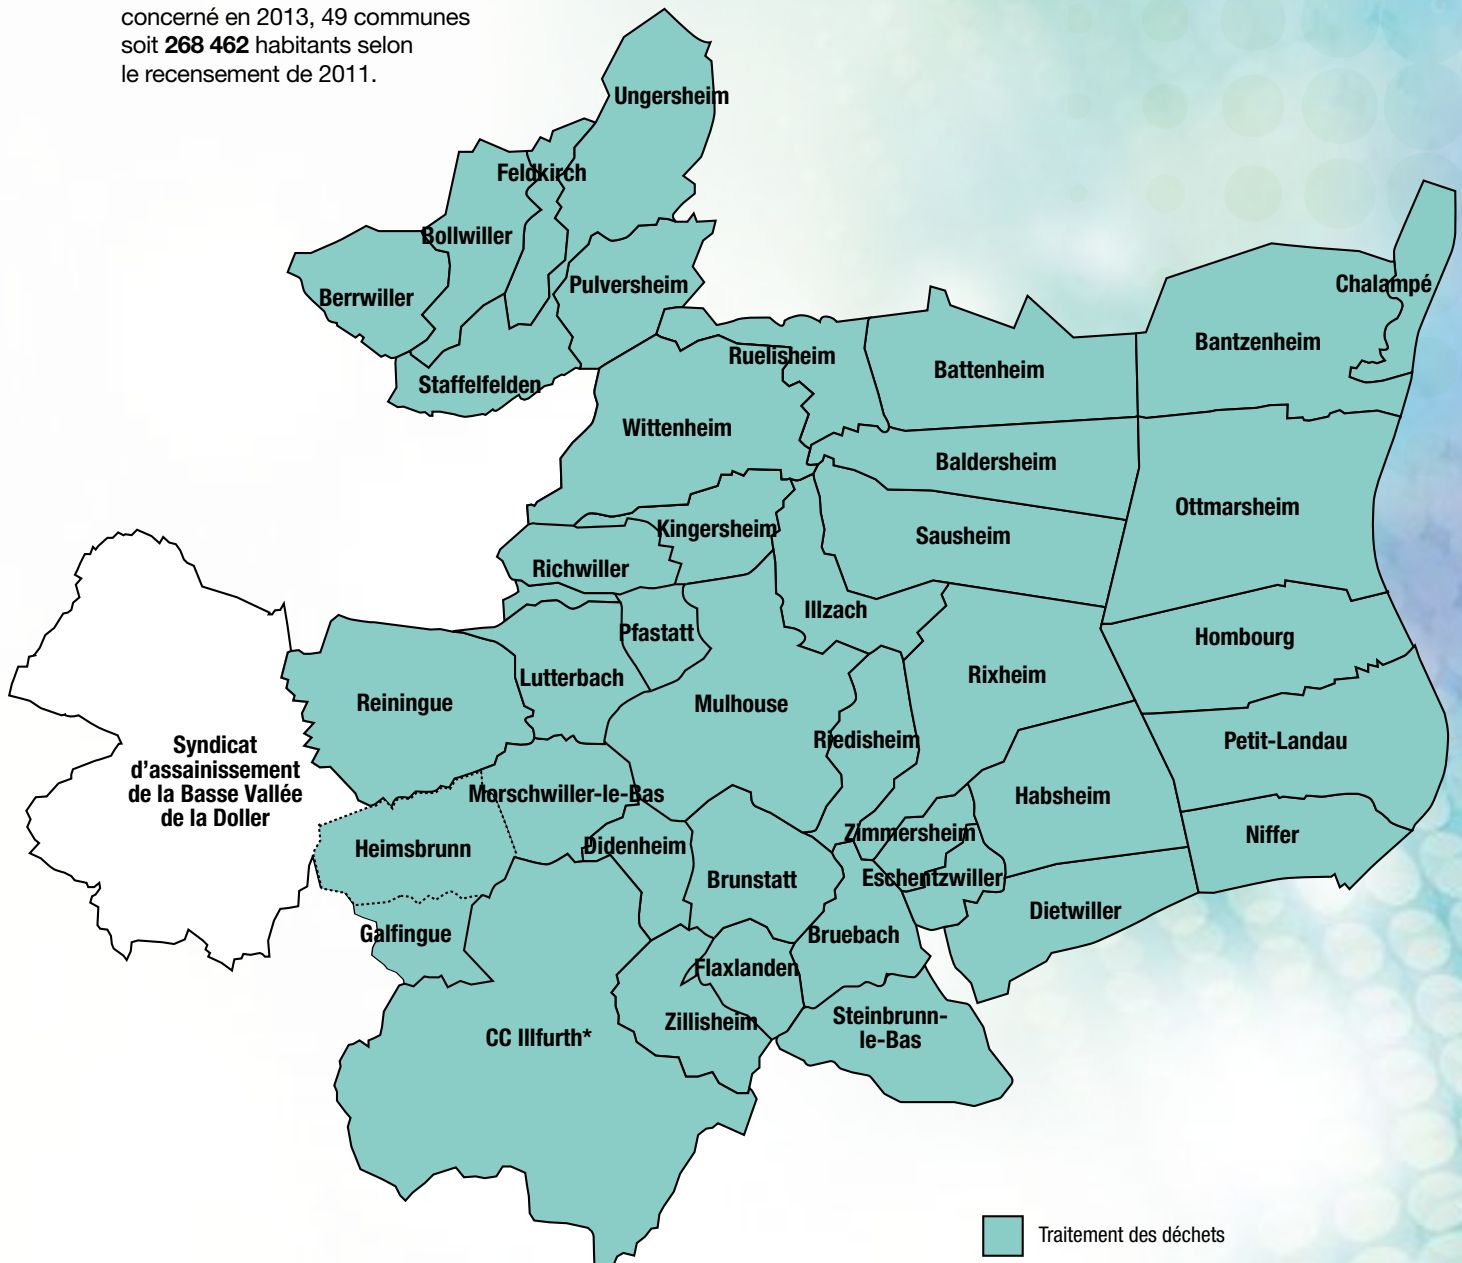 concerné en 2013, 49 communes
soit 268 462 habitants selon
le recensement de 2011.
Ungersheim
Feldkirch
Bollwiller
Berrwiller
Pulversheim
Chalampé
Staffelfelden
Ruelisheim
Battenheim
Bantzenheim
Wittenheim
Baldersheim
Ottmarsheim
Kingersheim
Sausheim
Richwiller
Illzach
Pfastatt
Hombourg
Lutterbach
Rixheim
Reiningue
Mulhouse
Riedisheim
Petit-Landau
Syndicat
d'assainissement
de la Basse Vallée
de la Doller
Morschwiller-le-Bas
Habsheim
Zimmersheim
Niffer
Heimsbrunn
Didenheim
Brunstatt
Eschentzwiller
Dietwiller
Galfingue
Bruebach
Flaxlanden
CC Illfurth*
Zillisheim
Steinbrunn-
le-Bas
Traitement des déchets